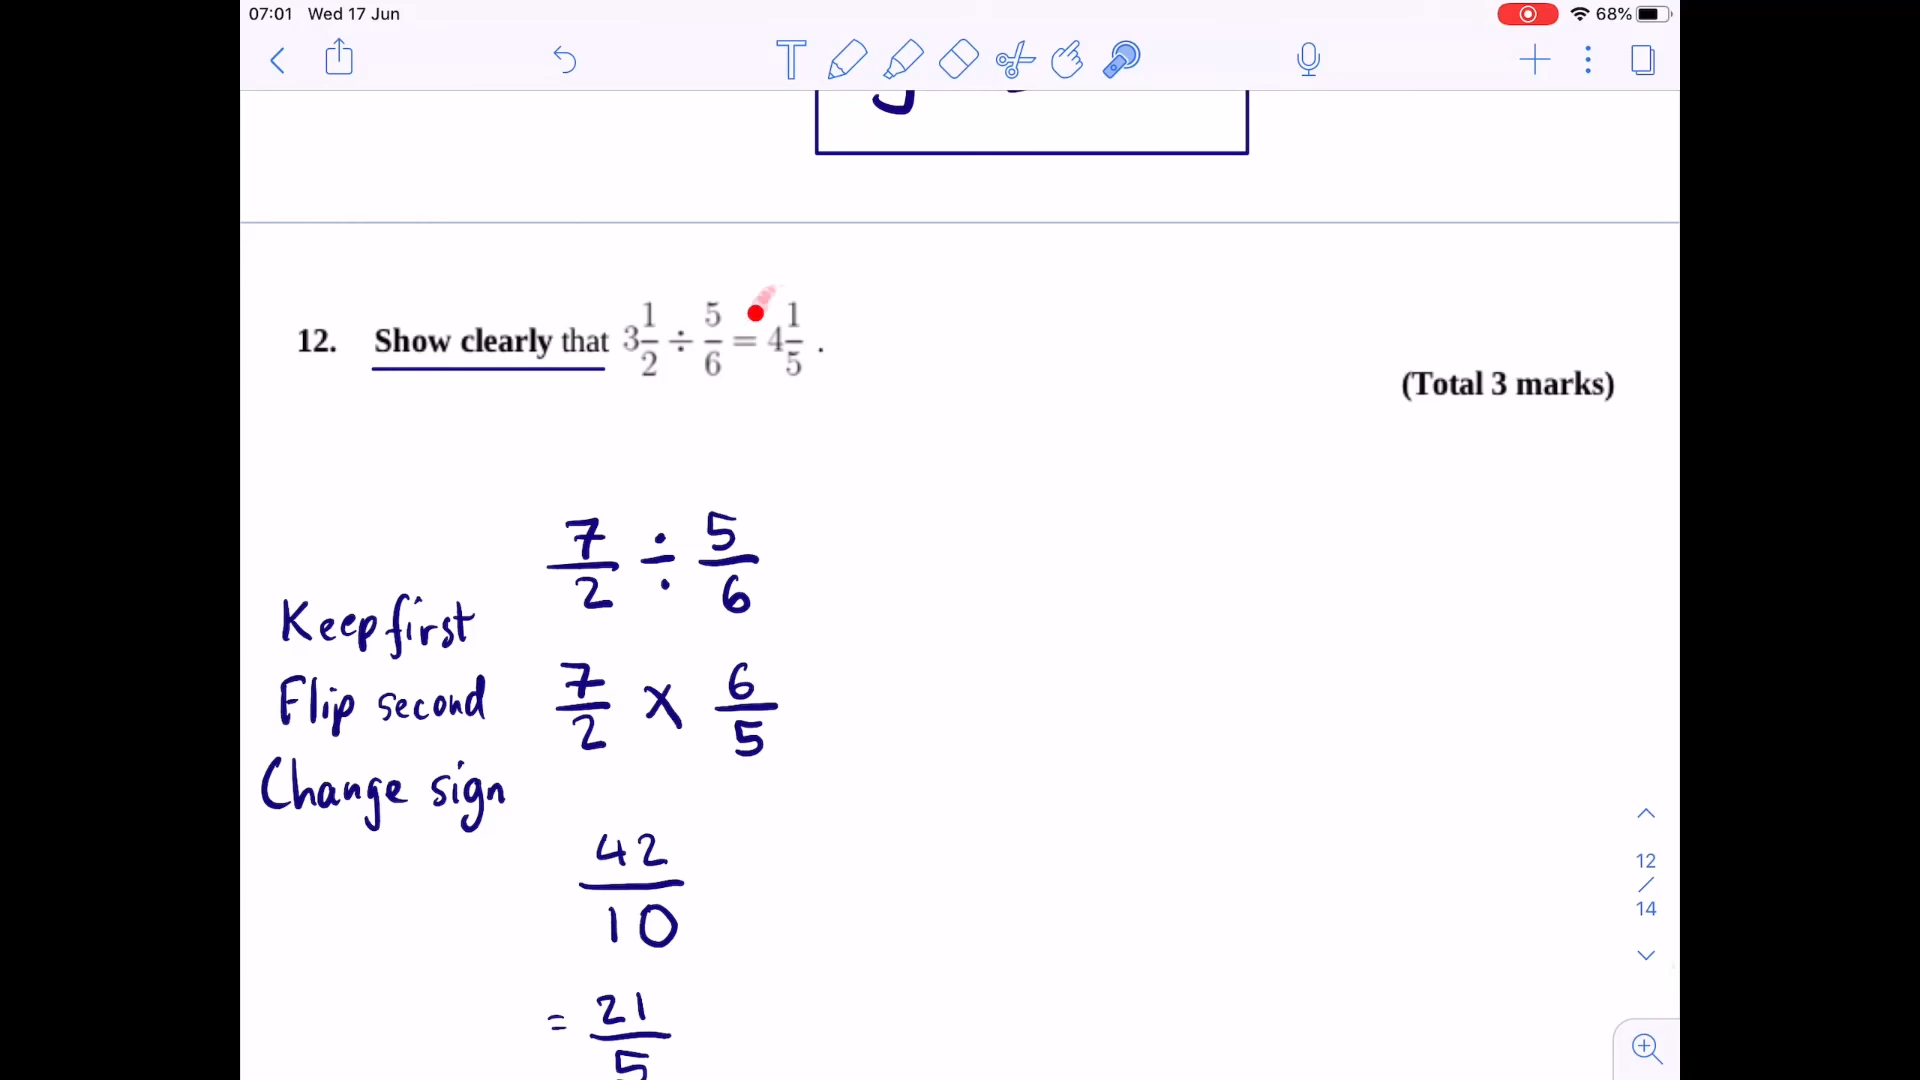 07:01 Wed 17 Jun 68%
12. Show clearly that 3 1/2 ÷ 5/6 = 4 1/5 .
(Total 3 marks)
7/2 ÷ 5/6
Keep first
Flip second 7/2 × 6/5
Change sign
42/10
= 21/5
12
/
14